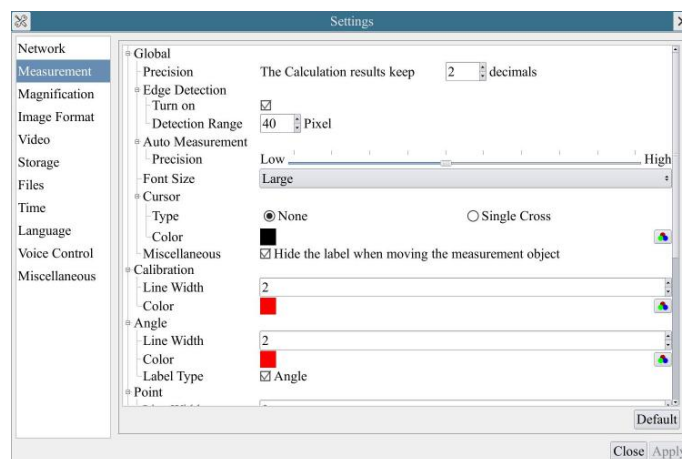 Settings
Network
Measurement
Magnification
Image Format
Video
Storage
Files
Time
Language
Voice Control
Miscellaneous
Global
Precision The Calculation results keep 2 decimals
Edge Detection
Turn on
Detection Range 40 Pixel
Auto Measurement
Precision Low High
Font Size Large
Cursor
Type None Single Cross
Color
Miscellaneous Hide the label when moving the measurement object
Calibration
Line Width 2
Color
Angle
Line Width 2
Color
Label Type Angle
Point
Default
Close Apply